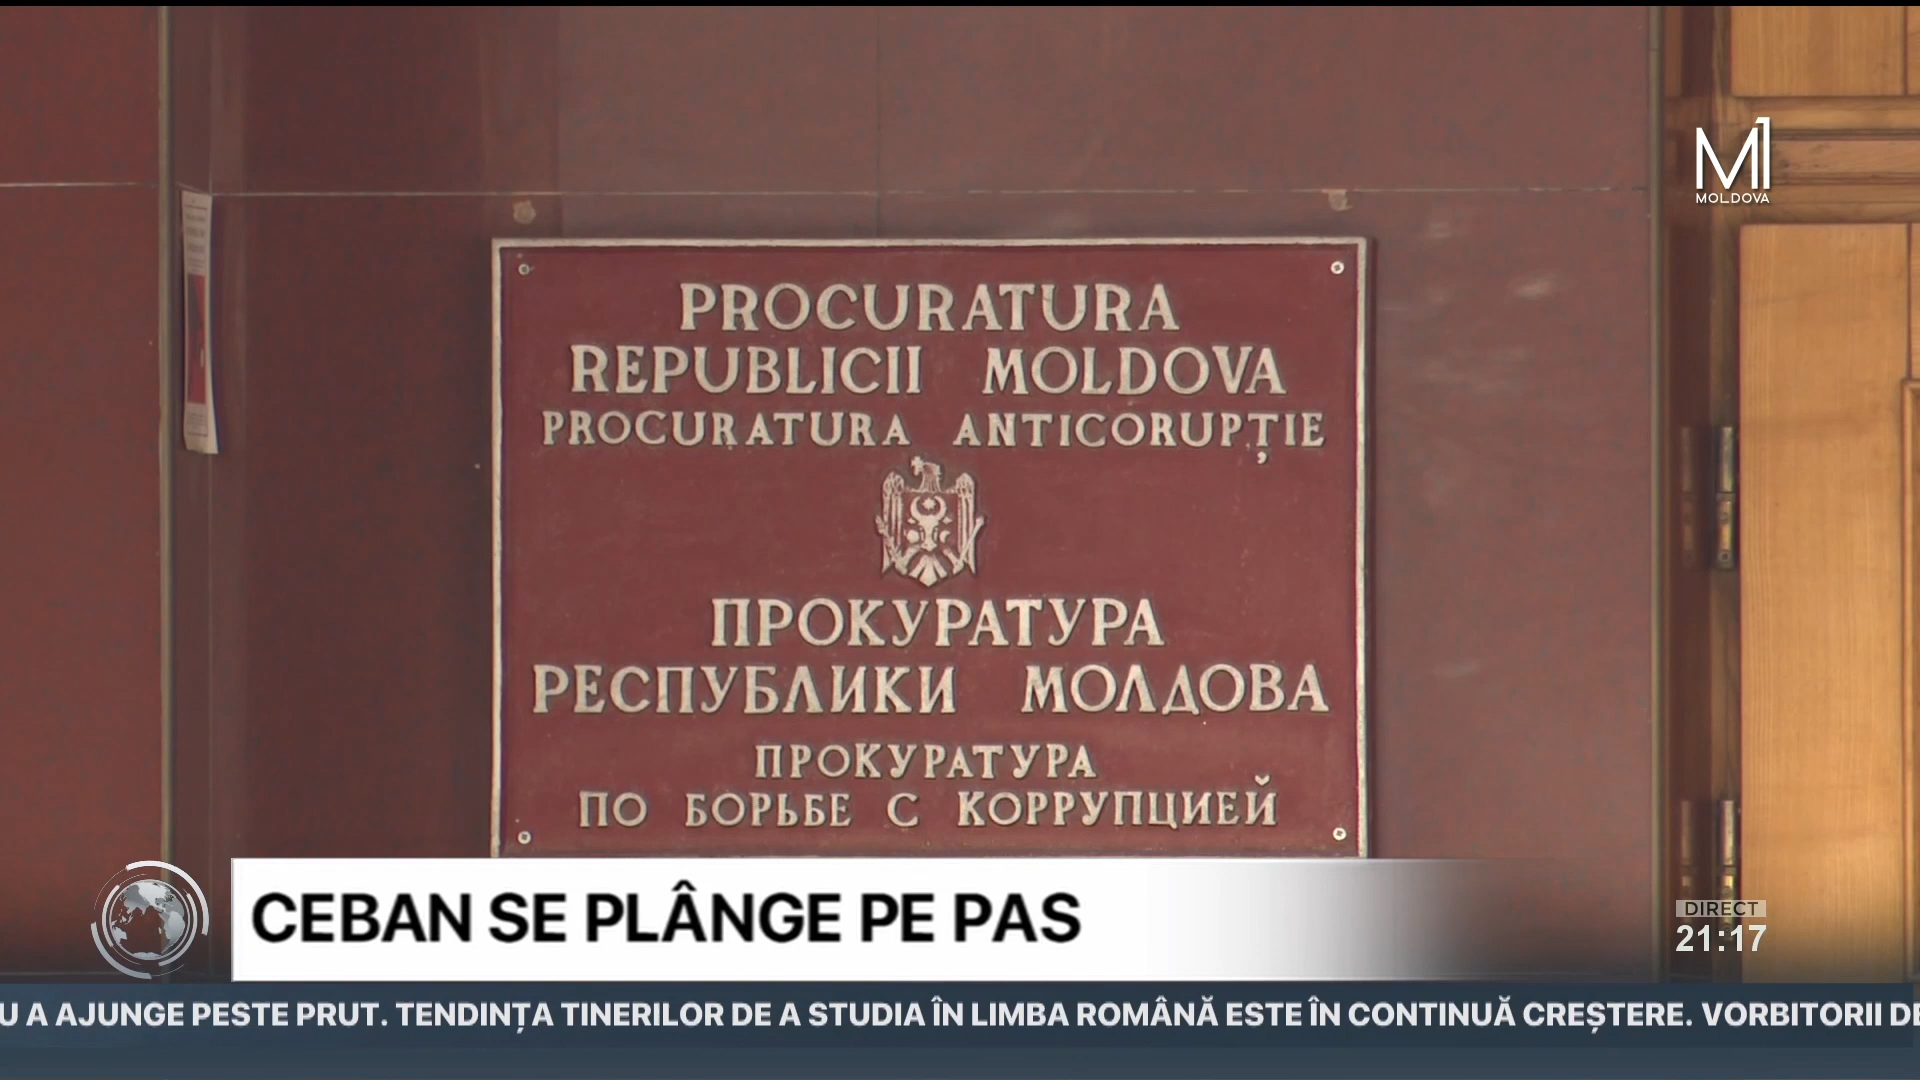 M1
MOLDOVA
PROCURATURA
REPUBLICII MOLDOVA
PROCURATURA ANTICORUPȚIE
ПРОКУРАТУРА
РЕСПУБЛИКИ МОЛДОВА
ПРОКУРАТУРА
ПО БОРЬБЕ С КОРРУПЦИЕЙ
CEBAN SE PLÂNGE PE PAS
DIRECT
21:17
A AJUNGE PESTE PRUT. TENDINȚA TINERILOR DE A STUDIA ÎN LIMBA ROMÂNĂ ESTE ÎN CONTINUĂ CREȘTERE. VORBITORII